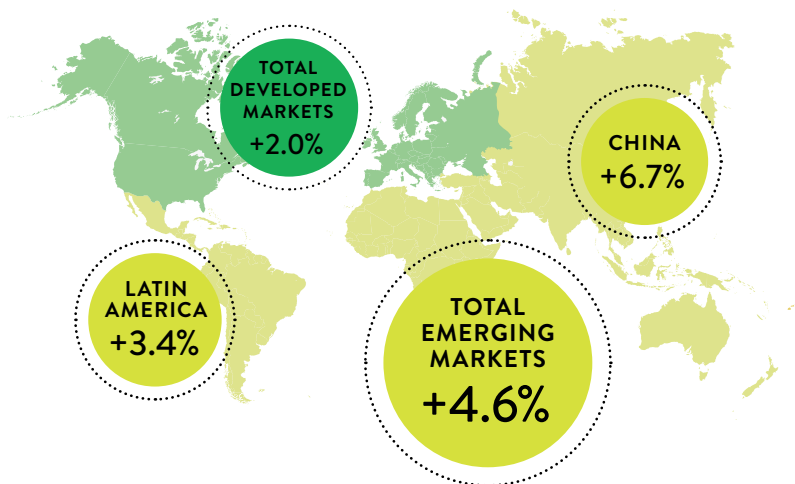 TOTAL
DEVELOPED
MARKETS
+2.0%
CHINA
+6.7%
LATIN
AMERICA
+3.4%
TOTAL
EMERGING
MARKETS
+4.6%